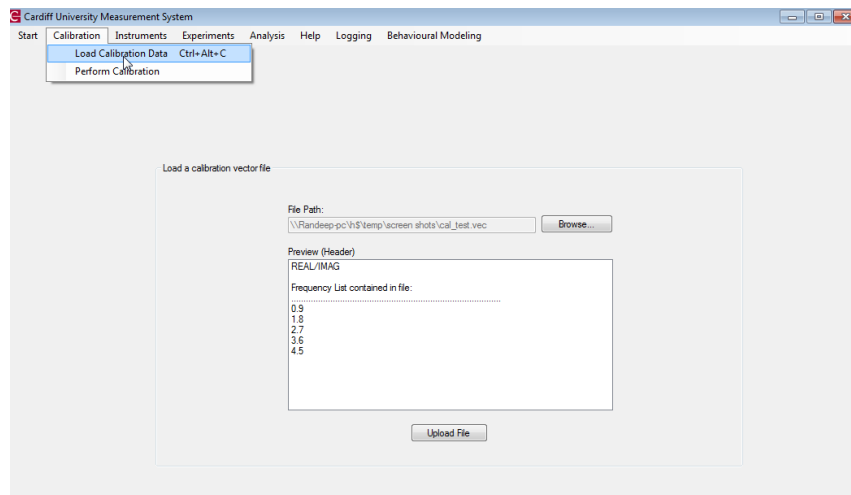 Cardiff University Measurement System
Start Calibration Instruments Experiments Analysis Help Logging Behavioural Modeling
Load Calibration Data Ctrl+Alt+C
Perform Calibration
Load a calibration vector file
File Path:
\\Randeep-pc\h$\temp\screen shots\cal_test.vec Browse...
Preview (Header)
REAL/IMAG
Frequency List contained in file:
................................................................................
0.9
1.8
2.7
3.6
4.5
Upload File